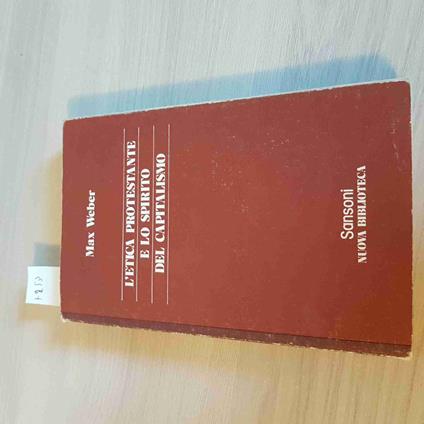 Max Weber
L'ETICA PROTESTANTE
E LO SPIRITO
DEL CAPITALISMO
Sansoni
NUOVA BIBLIOTECA